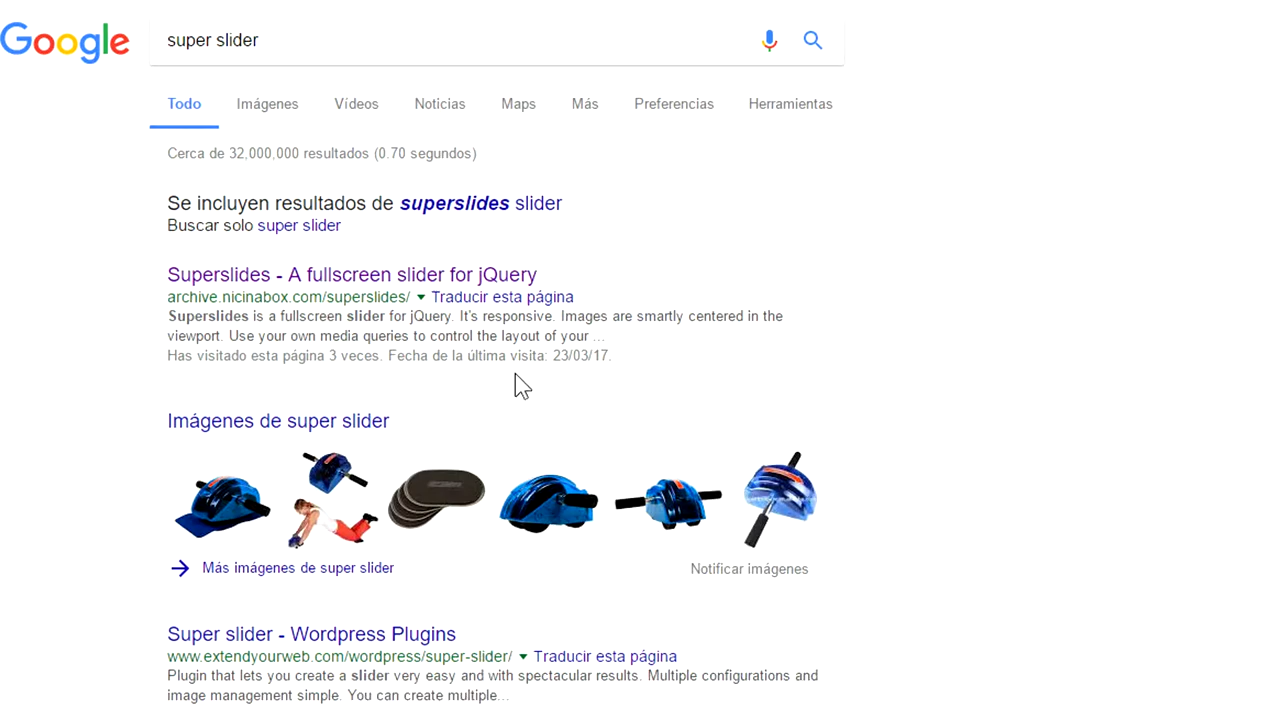 Google
super slider
Todo Imágenes Vídeos Noticias Maps Más Preferencias Herramientas
Cerca de 32,000,000 resultados (0.70 segundos)
Se incluyen resultados de superslides slider
Buscar solo super slider
Superslides - A fullscreen slider for jQuery
archive.nicinabox.com/superslides/ Traducir esta página
Superslides is a fullscreen slider for jQuery. It's responsive. Images are smartly centered in the
viewport. Use your own media queries to control the layout of your ...
Has visitado esta página 3 veces. Fecha de la última visita: 23/03/17.
Imágenes de super slider
Más imágenes de super slider
Notificar imágenes
Super slider - Wordpress Plugins
www.extendyourweb.com/wordpress/super-slider/ Traducir esta página
Plugin that lets you create a slider very easy and with spectacular results. Multiple configurations and
image management simple. You can create multiple...